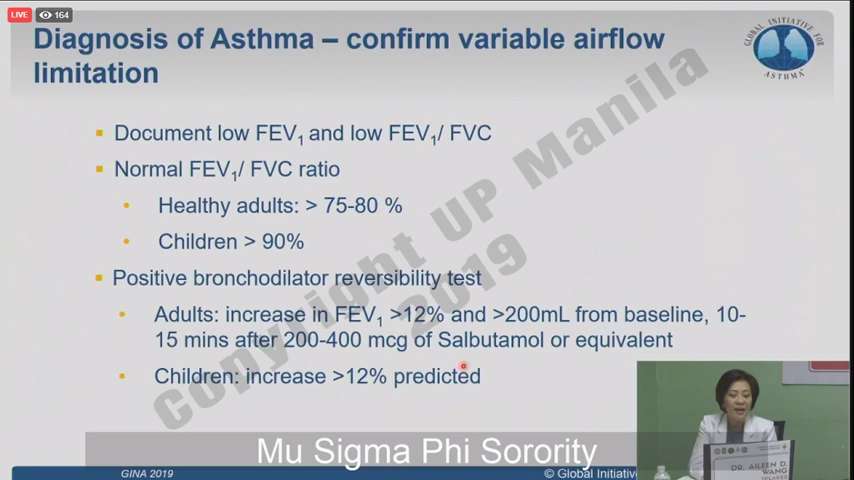 LIVE
164
Diagnosis of Asthma – confirm variable airflow
limitation
GLOBAL INITIATIVE FOR
ASTHMA
Document low FEV1 and low FEV1/ FVC
Normal FEV1/ FVC ratio
Healthy adults: > 75-80 %
Children > 90%
Positive bronchodilator reversibility test
Adults: increase in FEV1 >12% and >200mL from baseline, 10-
15 mins after 200-400 mcg of Salbutamol or equivalent
Children: increase >12% predicted
Copyright UP Manila
2019
Mu Sigma Phi Sorority
GINA 2019
© Global Initiative
DR. AILEEN D.
WANG
SPEAKER